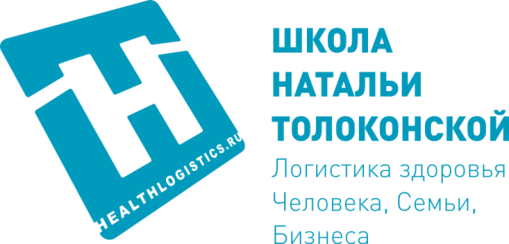 H
HEALTHLOGISTICS.RU
ШКОЛА
НАТАЛЬИ
ТОЛОКОНСКОЙ
Логистика здоровья
Человека, Семьи,
Бизнеса